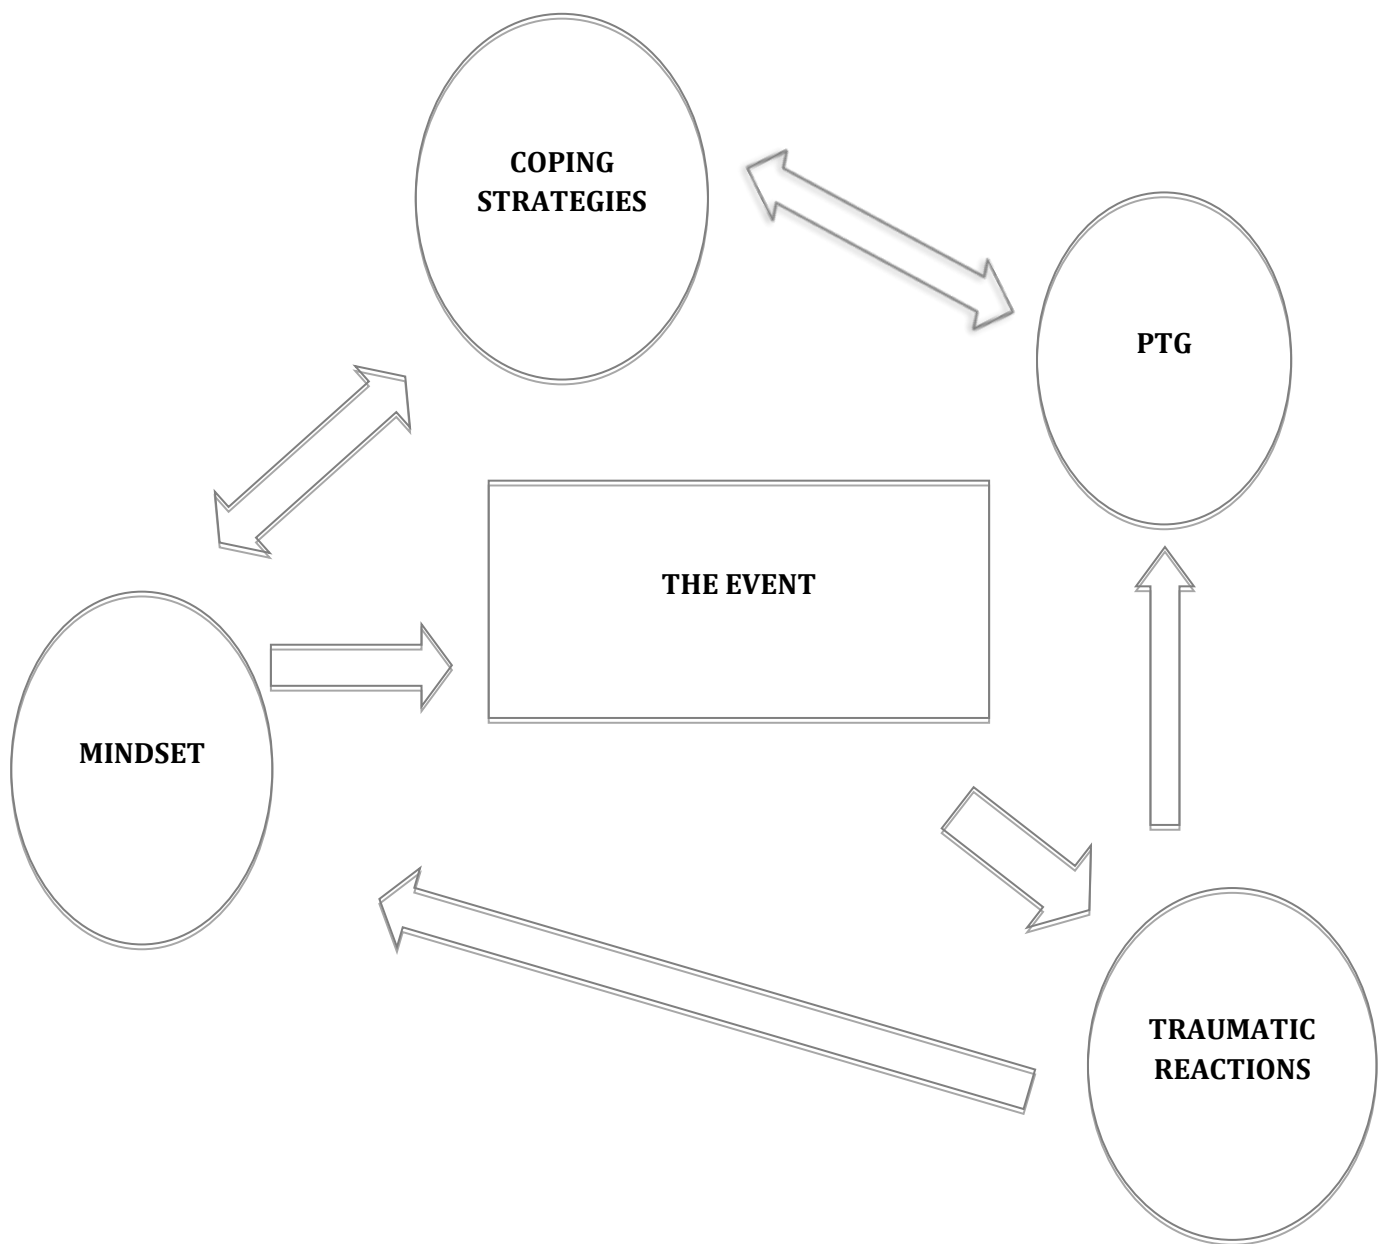 COPING
STRATEGIES
PTG
THE EVENT
MINDSET
TRAUMATIC
REACTIONS